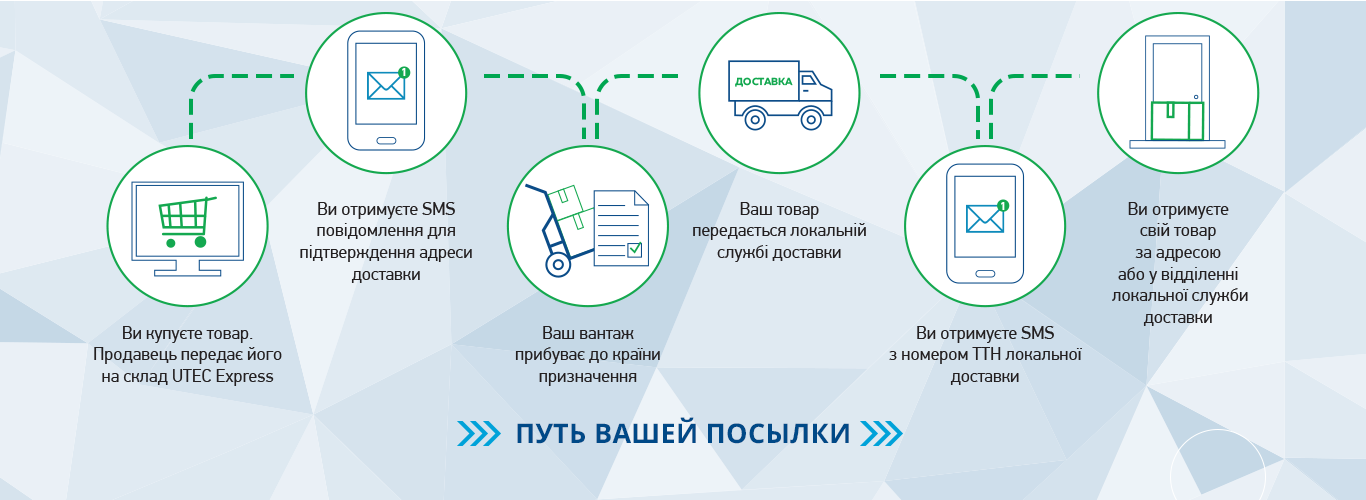 Ви купуєте товар.
Продавець передає його
на склад UTEC Express
1
Ви отримуєте SMS
повідомлення для
підтвердження адреси
доставки
Ваш вантаж
прибуває до країни
призначення
ДОСТАВКА
Ваш товар
передається локальній
службі доставки
1
Ви отримуєте SMS
з номером ТТН локальної
доставки
Ви отримуєте
свій товар
за адресою
або у відділенні
локальної служби
доставки
ПУТЬ ВАШЕЙ ПОСЫЛКИ